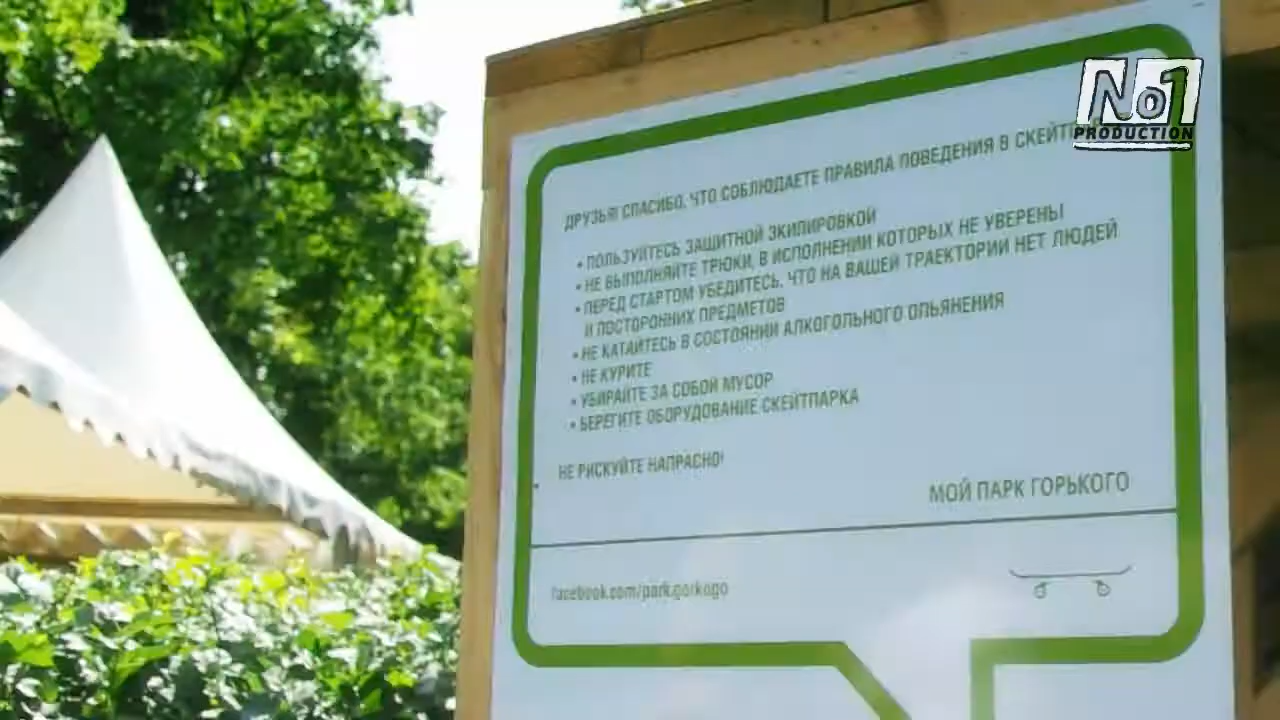 No1
PRODUCTION
ДРУЗЬЯ! СПАСИБО, ЧТО СОБЛЮДАЕТЕ ПРАВИЛА ПОВЕДЕНИЯ В
• ПОЛЬЗУЙТЕСЬ ЗАЩИТНОЙ ЭКИПИРОВКОЙ
• НЕ ВЫПОЛНЯЙТЕ ТРЮКИ, В ИСПОЛНЕНИИ КОТОРЫХ НЕ УВЕРЕНЫ
• ПЕРЕД СТАРТОМ УБЕДИТЕСЬ, ЧТО НА ВАШЕЙ ТРАЕКТОРИИ НЕТ ЛЮДЕЙ
И ПОСТОРОННИХ ПРЕДМЕТОВ
• НЕ КАТАЙТЕСЬ В СОСТОЯНИИ АЛКОГОЛЬНОГО ОПЬЯНЕНИЯ
• НЕ КУРИТЕ
• УБИРАЙТЕ ЗА СОБОЙ МУСОР
• БЕРЕГИТЕ ОБОРУДОВАНИЕ СКЕЙТПАРКА
НЕ РИСКУЙТЕ НАПРАСНО!
МОЙ ПАРК ГОРЬКОГО
facebook.com/park.gorkogo